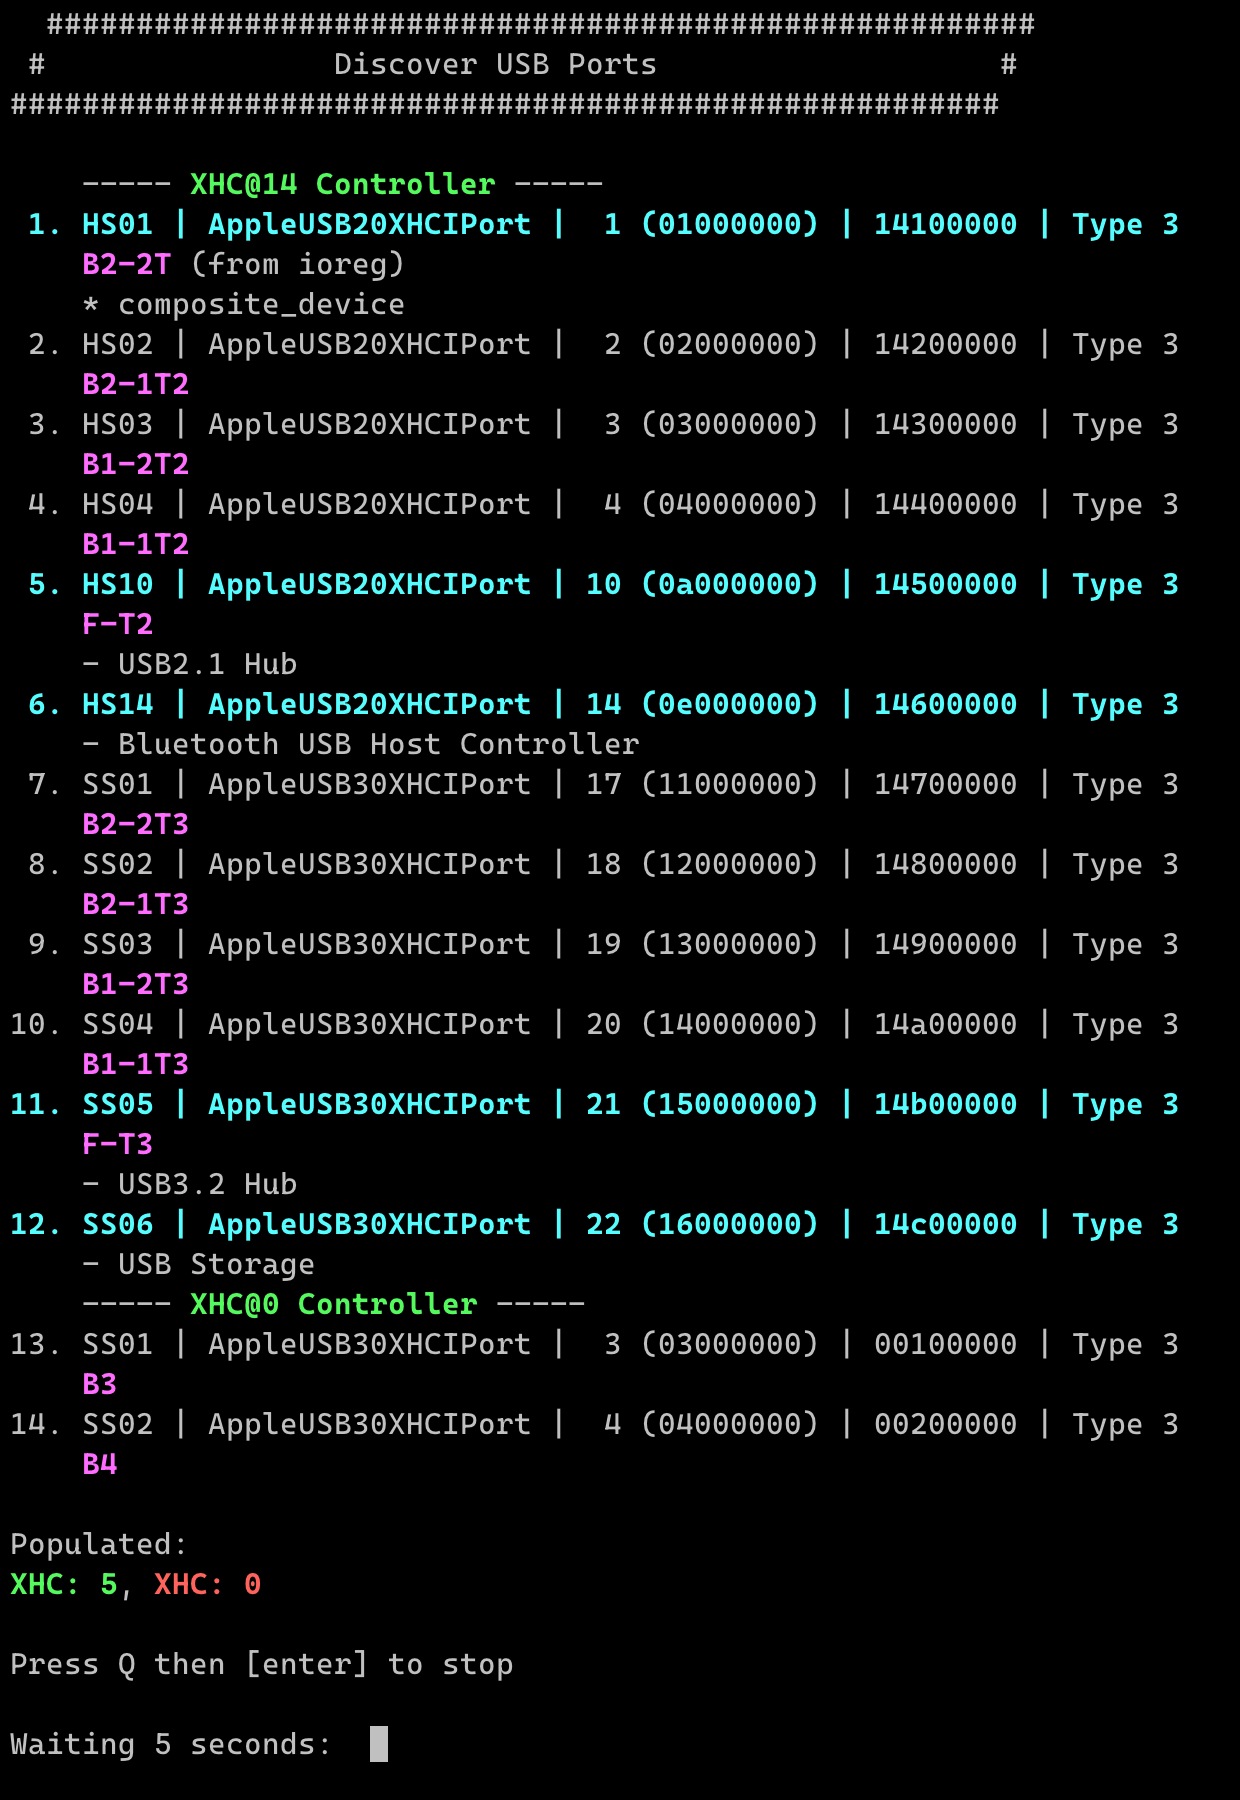 #######################################################
#                Discover USB Ports                   #
#######################################################
----- XHC@14 Controller -----
1. HS01 | AppleUSB20XHCIPort |  1 (01000000) | 14100000 | Type 3
B2-2T (from ioreg)
* composite_device
2. HS02 | AppleUSB20XHCIPort |  2 (02000000) | 14200000 | Type 3
B2-1T2
3. HS03 | AppleUSB20XHCIPort |  3 (03000000) | 14300000 | Type 3
B1-2T2
4. HS04 | AppleUSB20XHCIPort |  4 (04000000) | 14400000 | Type 3
B1-1T2
5. HS10 | AppleUSB20XHCIPort | 10 (0a000000) | 14500000 | Type 3
F-T2
- USB2.1 Hub
6. HS14 | AppleUSB20XHCIPort | 14 (0e000000) | 14600000 | Type 3
- Bluetooth USB Host Controller
7. SS01 | AppleUSB30XHCIPort | 17 (11000000) | 14700000 | Type 3
B2-2T3
8. SS02 | AppleUSB30XHCIPort | 18 (12000000) | 14800000 | Type 3
B2-1T3
9. SS03 | AppleUSB30XHCIPort | 19 (13000000) | 14900000 | Type 3
B1-2T3
10. SS04 | AppleUSB30XHCIPort | 20 (14000000) | 14a00000 | Type 3
B1-1T3
11. SS05 | AppleUSB30XHCIPort | 21 (15000000) | 14b00000 | Type 3
F-T3
- USB3.2 Hub
12. SS06 | AppleUSB30XHCIPort | 22 (16000000) | 14c00000 | Type 3
- USB Storage
----- XHC@0 Controller -----
13. SS01 | AppleUSB30XHCIPort |  3 (03000000) | 00100000 | Type 3
B3
14. SS02 | AppleUSB30XHCIPort |  4 (04000000) | 00200000 | Type 3
B4
Populated:
XHC: 5, XHC: 0
Press Q then [enter] to stop
Waiting 5 seconds: